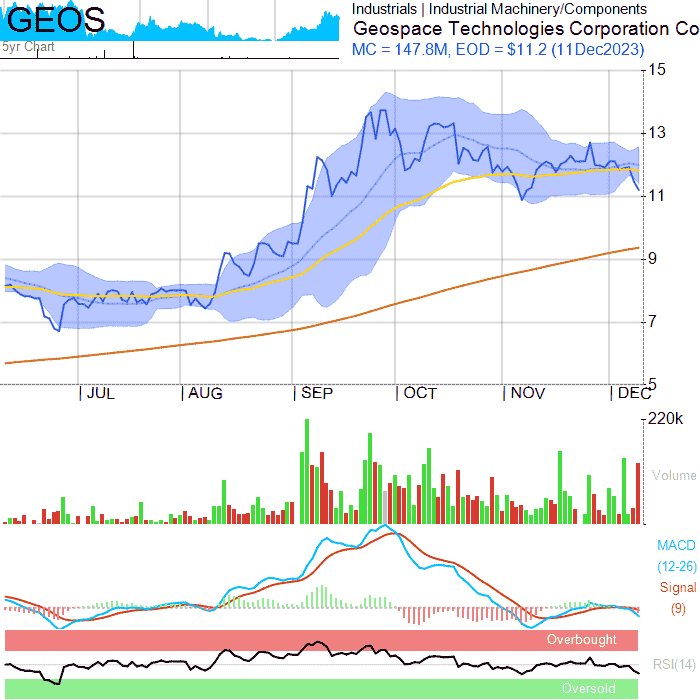 GEOS
5yr Chart
Industrials | Industrial Machinery/Components
Geospace Technologies Corporation Co
MC = 147.8M, EOD = $11.2 (11Dec2023)
15
13
11
9
7
5
JUL
AUG
SEP
OCT
NOV
DEC
220k
Volume
MACD
(12-26)
Signal
(9)
Overbought
RSI(14)
Oversold